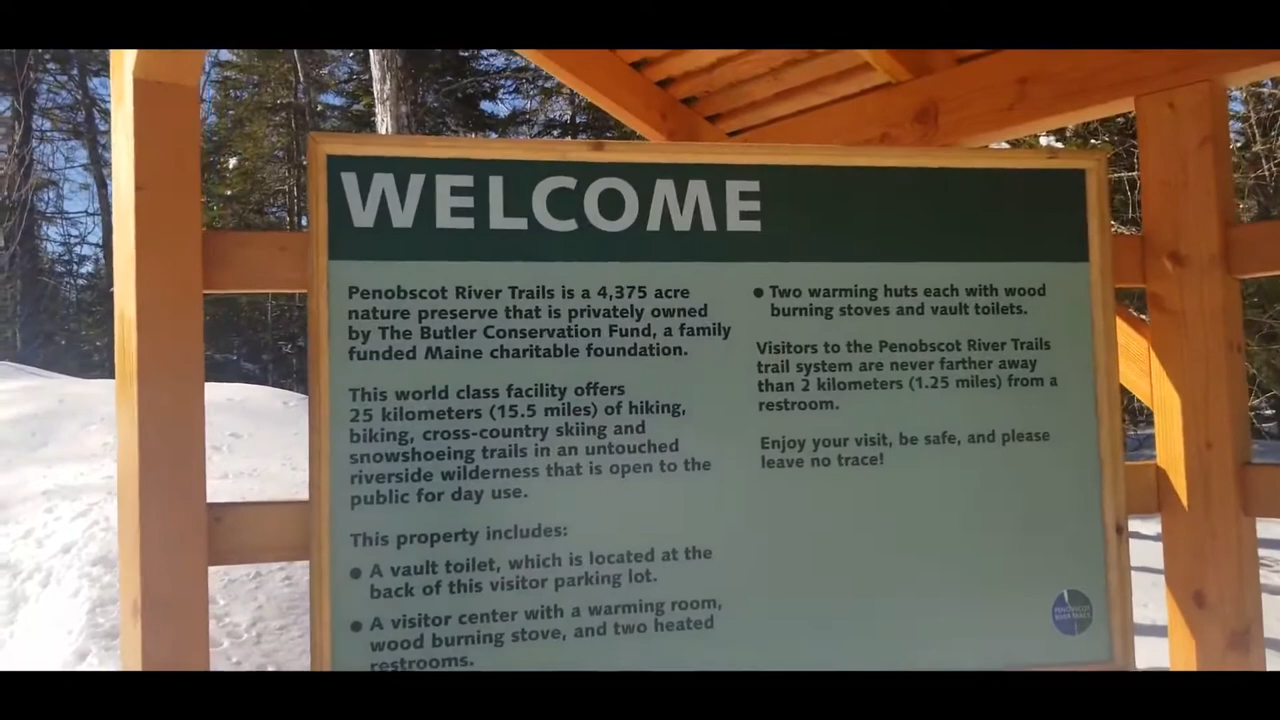 WELCOME
Penobscot River Trails is a 4,375 acre
nature preserve that is privately owned
by The Butler Conservation Fund, a family
funded Maine charitable foundation.
This world class facility offers
25 kilometers (15.5 miles) of hiking,
biking, cross-country skiing and
snowshoeing trails in an untouched
riverside wilderness that is open to the
public for day use.
This property includes:
● A vault toilet, which is located at the
back of this visitor parking lot.
● A visitor center with a warming room,
wood burning stove, and two heated
restrooms.
● Two warming huts each with wood
burning stoves and vault toilets.
Visitors to the Penobscot River Trails
trail system are never farther away
than 2 kilometers (1.25 miles) from a
restroom.
Enjoy your visit, be safe, and please
leave no trace!
PENOBSCOT
RIVER TRAILS